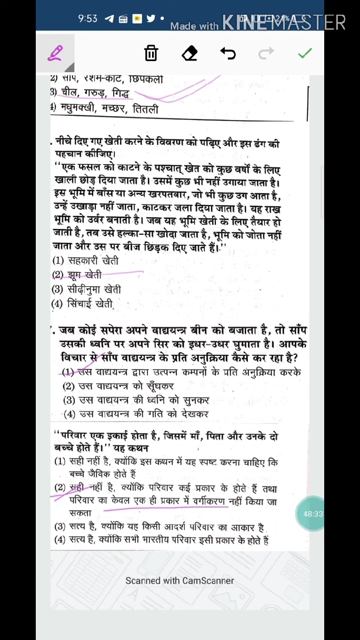 9:53
KINEMASTER
2) साँप, रेशम-कीट, छिपकली
3) चील, गरुड़, गिद्ध
4) मधुमक्खी, मच्छर, तितली
नीचे दिए गए खेती करने के विवरण को पढ़िए और इस ढंग की
पहचान कीजिए।
"एक फसल को काटने के पश्चात् खेत को कुछ वर्षों के लिए
खाली छोड़ दिया जाता है। उसमें कुछ भी नहीं उगाया जाता है।
इस भूमि में बाँस या अन्य खरपतवार, जो भी कुछ उग आता है,
उन्हें उखाड़ा नहीं जाता, काटकर जला दिया जाता है। यह राख
भूमि को उर्वर बनाती है। जब यह भूमि खेती के लिए तैयार हो
जाती है, तब उसे हल्का-सा खोदा जाता है, भूमि को जोता नहीं
जाता और उस पर बीज छिड़क दिए जाते हैं।"
(1) सहकारी खेती
(2) झूम खेती
(3) सीढ़ीनुमा खेती
(4) सिंचाई खेती
जब कोई सपेरा अपने वाद्ययन्त्र बीन को बजाता है, तो साँप
उसकी ध्वनि पर अपने सिर को इधर-उधर घुमाता है। आपके
विचार से साँप वाद्ययन्त्र के प्रति अनुक्रिया कैसे कर रहा है?
(1) उस वाद्ययन्त्र द्वारा उत्पन्न कम्पनों के प्रति अनुक्रिया करके
(2) उस वाद्ययन्त्र को सूँघकर
(3) उस वाद्ययन्त्र की ध्वनि को सुनकर
(4) उस वाद्ययन्त्र की गति को देखकर
"परिवार एक इकाई होता है, जिसमें माँ, पिता और उनके दो
बच्चे होते हैं।" यह कथन
(1) सही नहीं है, क्योंकि इस कथन में यह स्पष्ट करना चाहिए कि
बच्चे जैविक होते हैं
(2) सही नहीं है, क्योंकि परिवार कई प्रकार के होते हैं तथा
परिवार का केवल एक ही प्रकार में वर्गीकरण नहीं किया जा
सकता
(3) सत्य है, क्योंकि यह किसी आदर्श परिवार का आकार है
(4) सत्य है, क्योंकि सभी भारतीय परिवार इसी प्रकार के होते हैं
48:33
Scanned with CamScanner